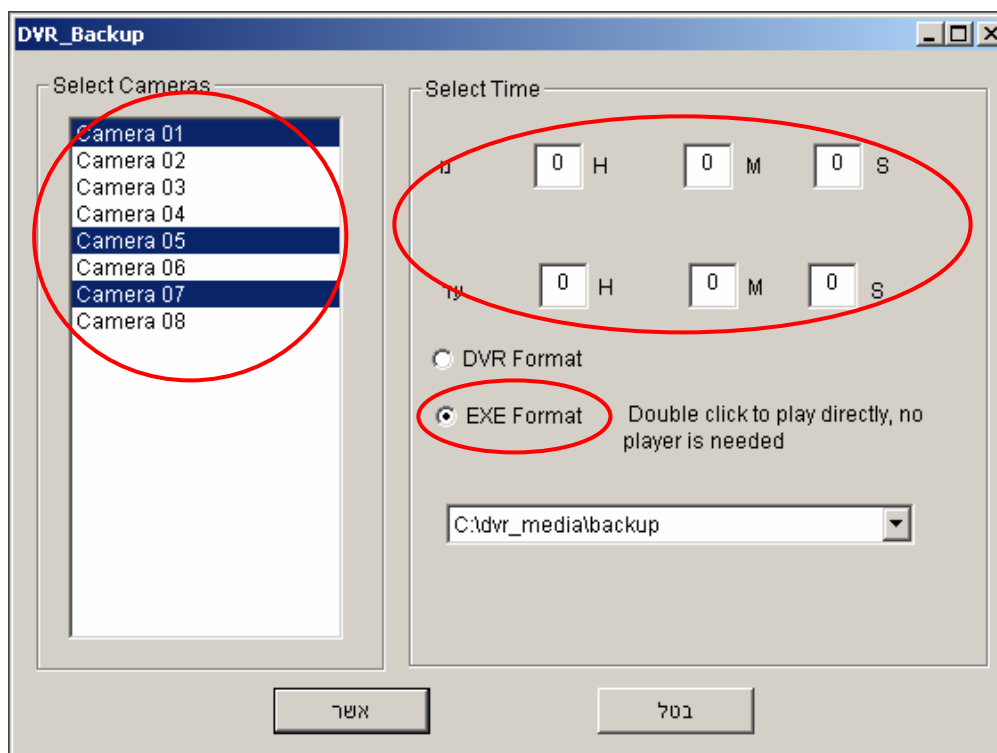 DVR_Backup
Select Cameras
Camera 01
Camera 02
Camera 03
Camera 04
Camera 05
Camera 06
Camera 07
Camera 08
Select Time
מ 0 H 0 M 0 S
עד 0 H 0 M 0 S
DVR Format
EXE Format
Double click to play directly, no
player is needed
C:\dvr_media\backup
אשר
בטל